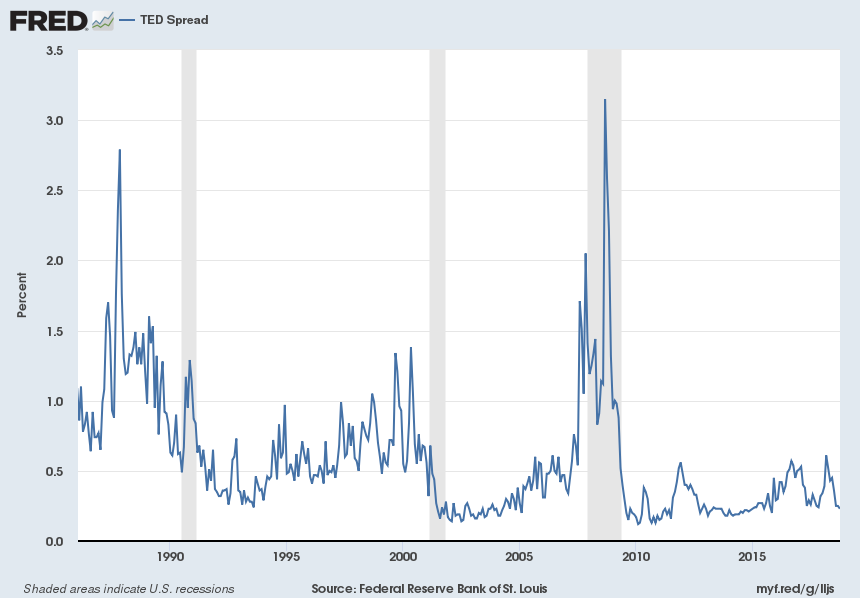 FRED TED Spread
3.5
3.0
2.5
2.0
1.5
1.0
0.5
0.0
Percent
1990 1995 2000 2005 2010 2015
Shaded areas indicate U.S. recessions Source: Federal Reserve Bank of St. Louis myf.red/g/lljs